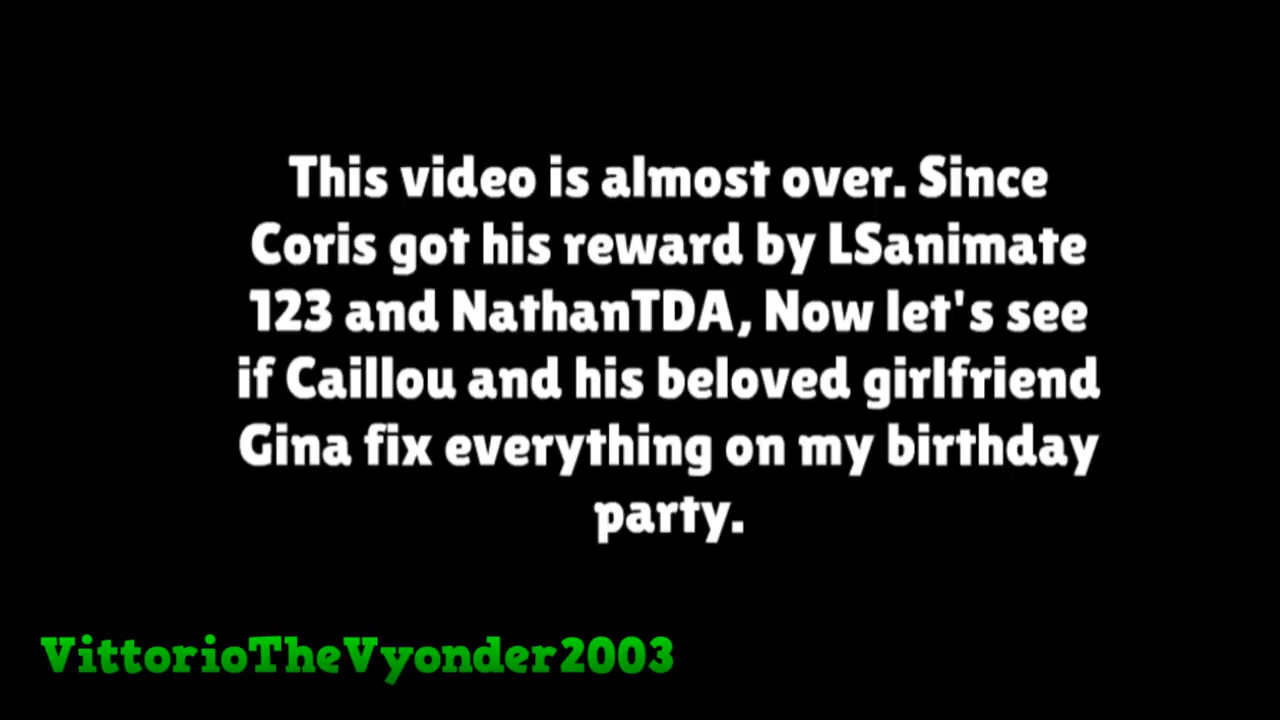 This video is almost over. Since
Coris got his reward by LSanimate
123 and NathanTDA, Now let's see
if Caillou and his beloved girlfriend
Gina fix everything on my birthday
party.
VittorioTheVyonder2003